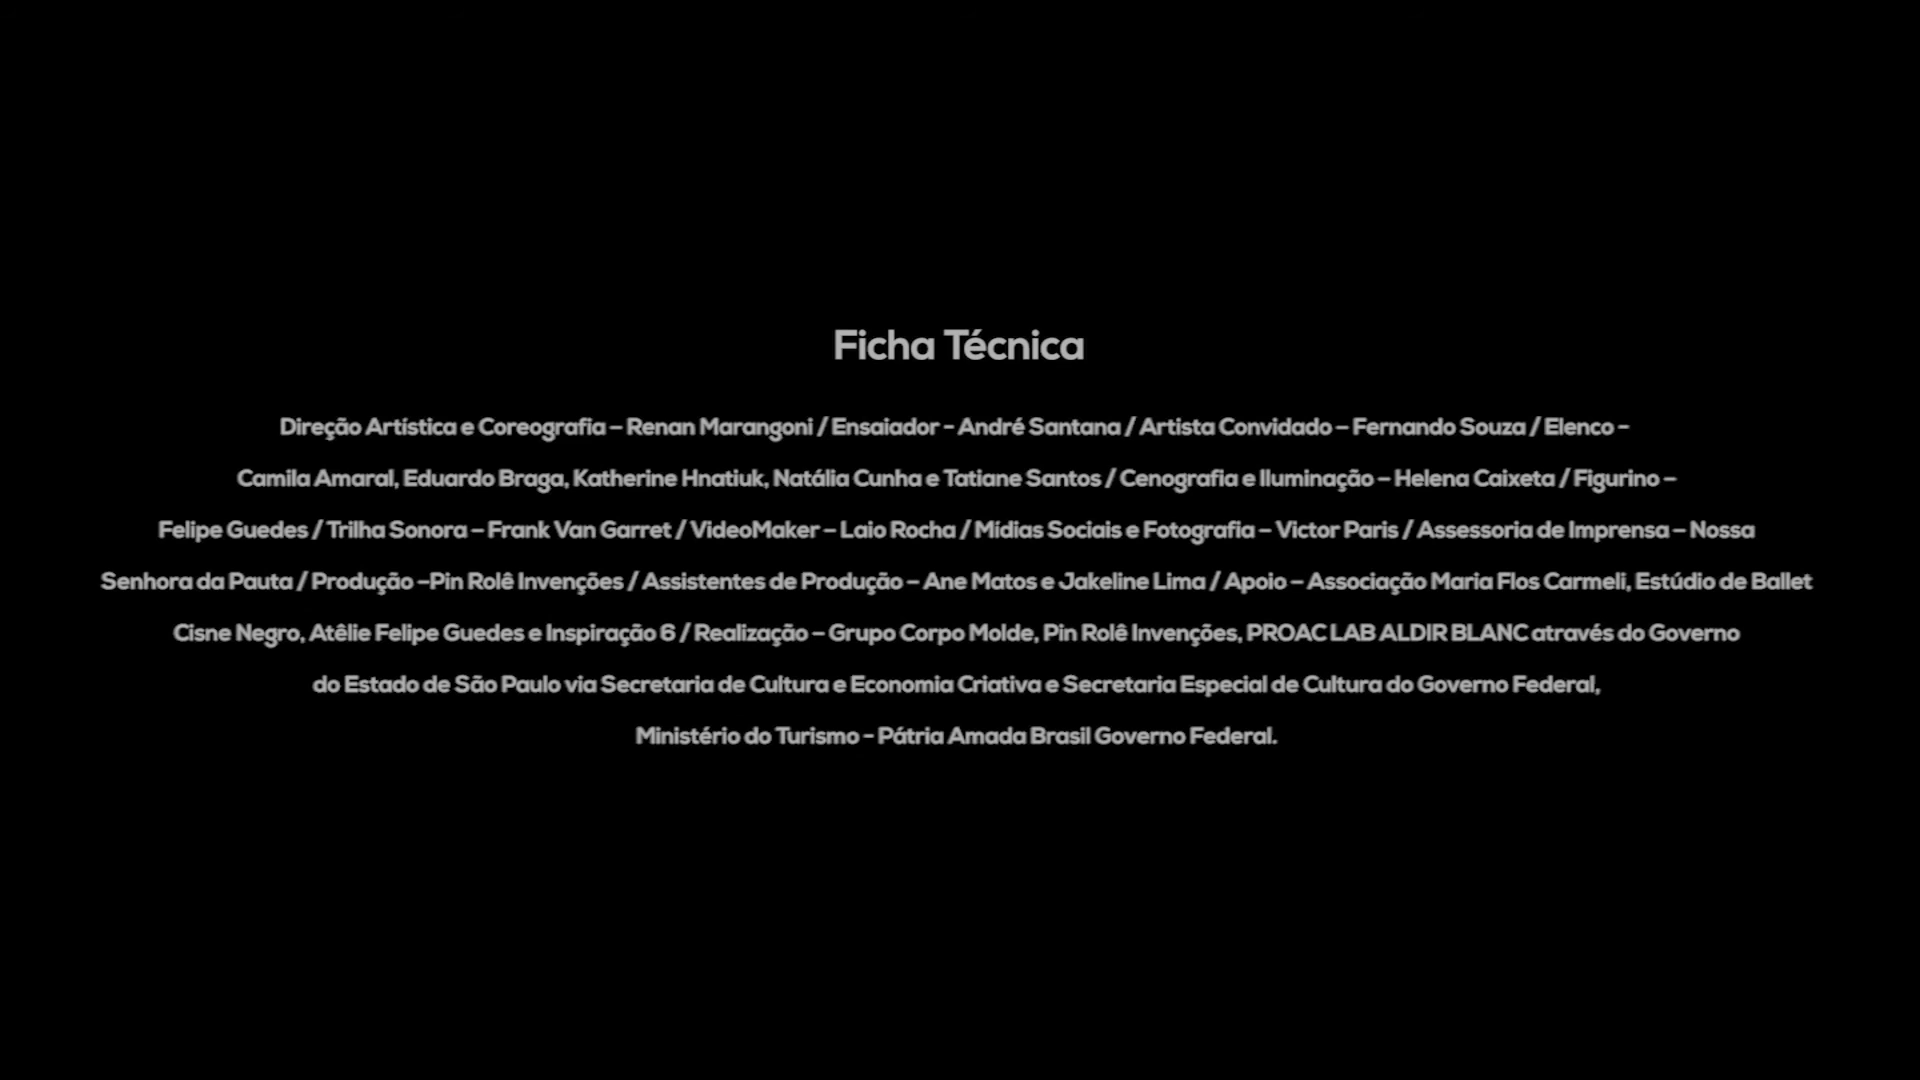 Ficha Técnica
Direção Artística e Coreografia – Renan Marangoni / Ensaiador - André Santana / Artista Convidado – Fernando Souza / Elenco -
Camila Amaral, Eduardo Braga, Katherine Hnatiuk, Natália Cunha e Tatiane Santos / Cenografia e Iluminação – Helena Caixeta / Figurino –
Felipe Guedes / Trilha Sonora – Frank Van Garret / VideoMaker – Laio Rocha / Mídias Sociais e Fotografia – Victor Paris / Assessoria de Imprensa – Nossa
Senhora da Pauta / Produção –Pin Rolê Invenções / Assistentes de Produção – Ane Matos e Jakeline Lima / Apoio – Associação Maria Flos Carmeli, Estúdio de Ballet
Cisne Negro, Atêlie Felipe Guedes e Inspiração 6 / Realização – Grupo Corpo Molde, Pin Rolê Invenções, PROAC LAB ALDIR BLANC através do Governo
do Estado de São Paulo via Secretaria de Cultura e Economia Criativa e Secretaria Especial de Cultura do Governo Federal,
Ministério do Turismo - Pátria Amada Brasil Governo Federal.